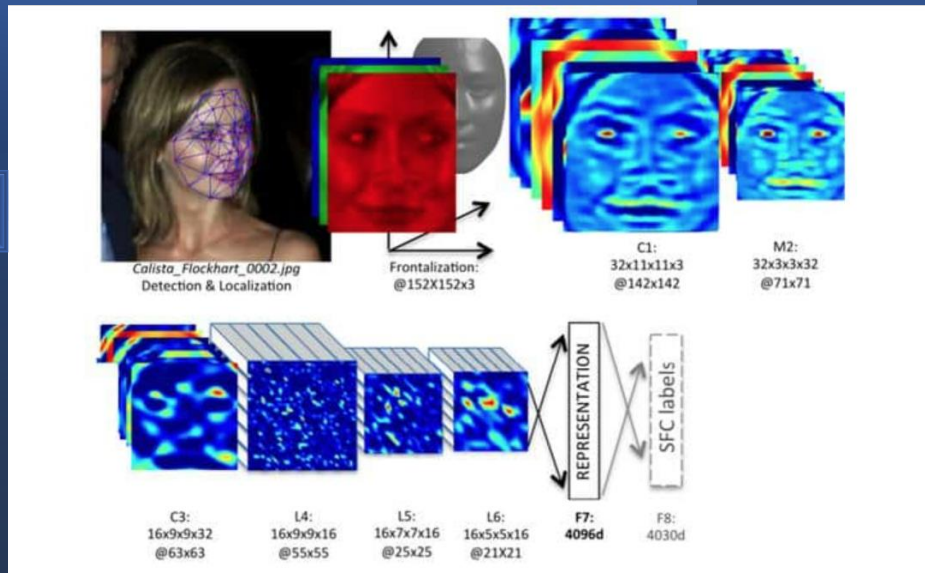 Calista_Flockhart_0002.jpg
Detection & Localization
Frontalization:
@152X152x3
C1:
32x11x11x3
@142x142
M2:
32x3x3x32
@71x71
REPRESENTATION
SFC labels
C3:
16x9x9x32
@63x63
L4:
16x9x9x16
@55x55
L5:
16x7x7x16
@25x25
L6:
16x5x5x16
@21X21
F7:
4096d
F8:
4030d